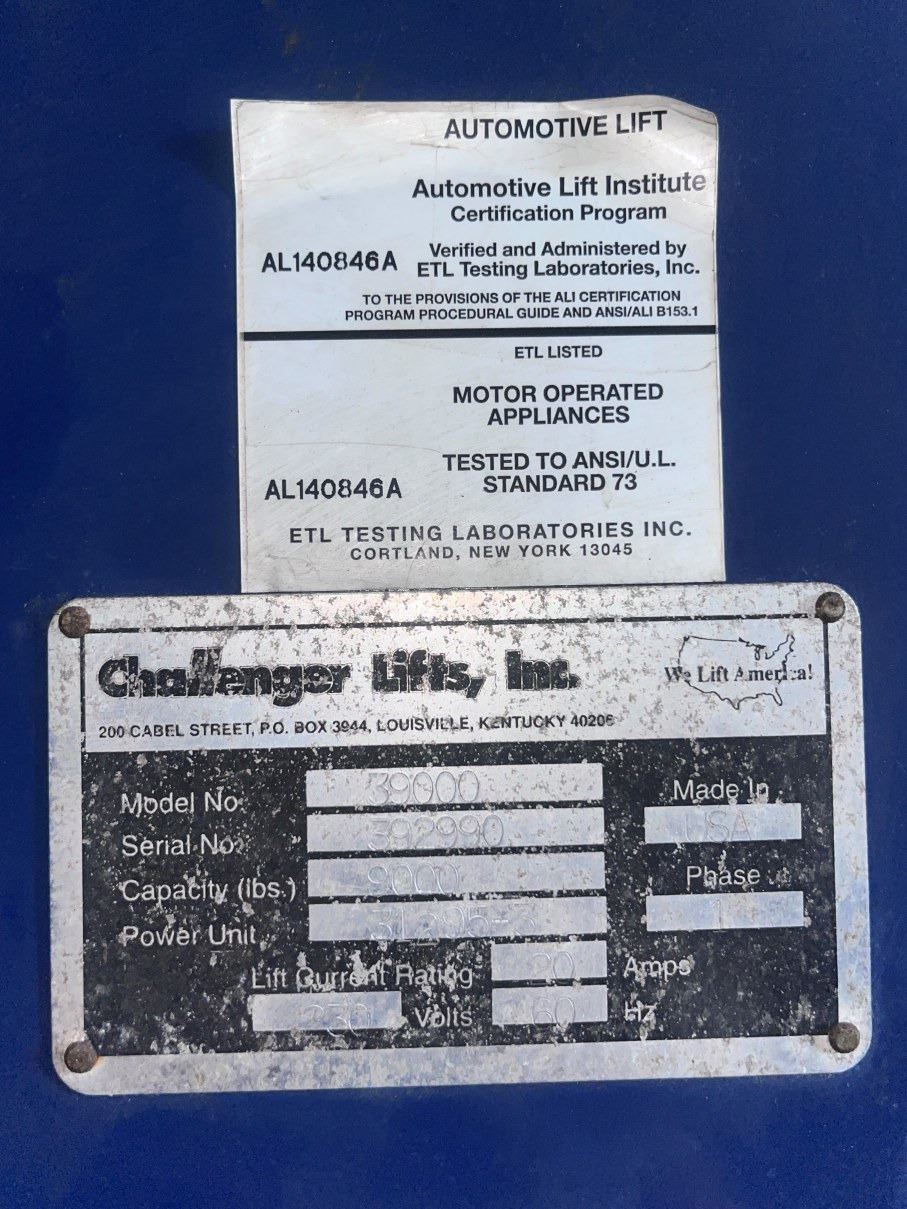 AUTOMOTIVE LIFT
Automotive Lift Institute
Certification Program
AL140846A
Verified and Administered by
ETL Testing Laboratories, Inc.
TO THE PROVISIONS OF THE ALI CERTIFICATION
PROGRAM PROCEDURAL GUIDE AND ANSI/ALI B153.1
ETL LISTED
MOTOR OPERATED
APPLIANCES
TESTED TO ANSI/U.L.
STANDARD 73
AL140846A
ETL TESTING LABORATORIES INC.
CORTLAND, NEW YORK 13045
Challenger Lifts, Inc.
We Lift America!
200 CABEL STREET, P.O. BOX 3944, LOUISVILLE, KENTUCKY 40206
Model No. 39000
Made In
Serial No. 392990
USA
Capacity (lbs.) 9000
Phase
Power Unit 31295-3
1
Lift Current Rating 20 Amps
230 Volts 60 Hz